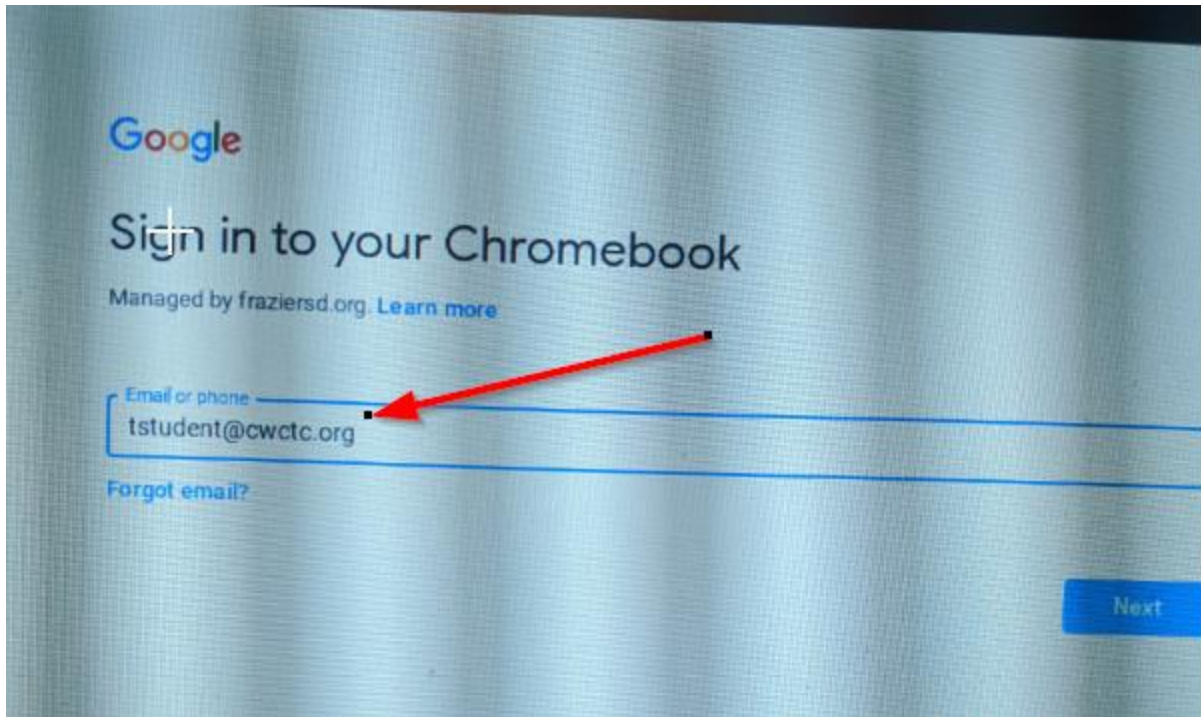 Google
Sign in to your Chromebook
Managed by fraziersd.org. Learn more
Email or phone
tstudent@cwctc.org
Forgot email?
Next